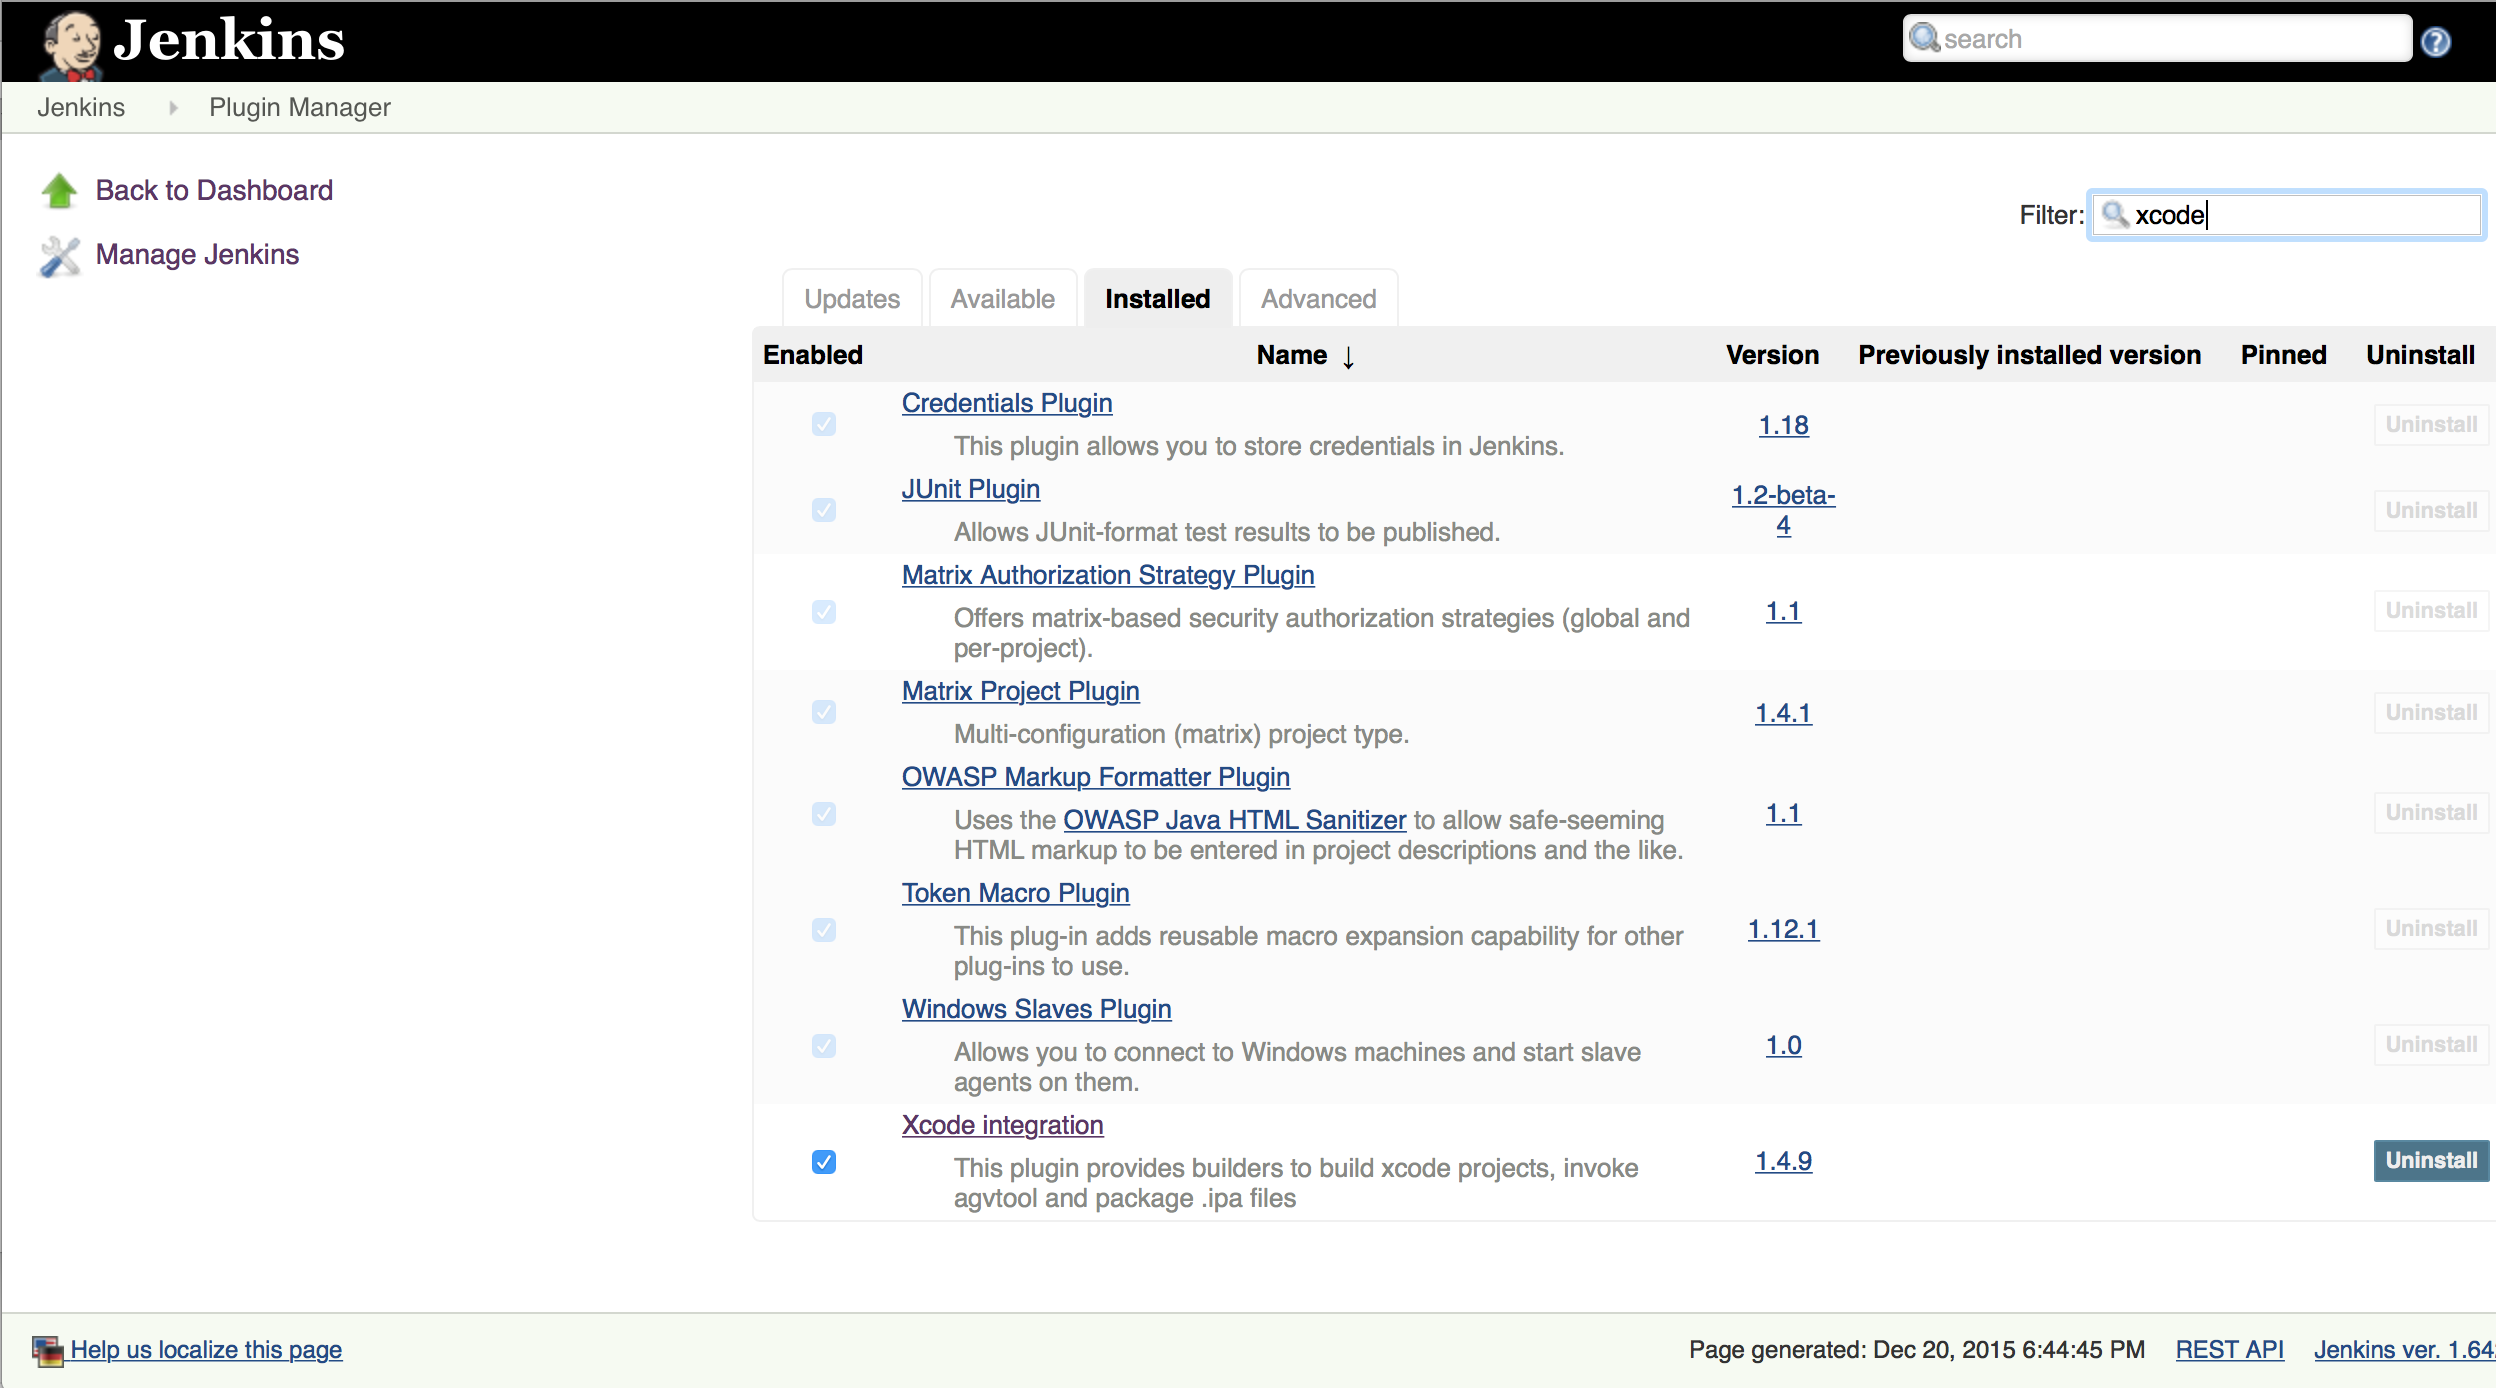 Jenkins
search
?
Jenkins Plugin Manager
Back to Dashboard
Manage Jenkins
Filter: xcode
Updates Available Installed Advanced
Enabled Name ↓ Version Previously installed version Pinned Uninstall
Credentials Plugin
This plugin allows you to store credentials in Jenkins.
1.18
Uninstall
JUnit Plugin
Allows JUnit-format test results to be published.
1.2-beta-
4
Uninstall
Matrix Authorization Strategy Plugin
Offers matrix-based security authorization strategies (global and
per-project).
1.1
Uninstall
Matrix Project Plugin
Multi-configuration (matrix) project type.
1.4.1
Uninstall
OWASP Markup Formatter Plugin
Uses the OWASP Java HTML Sanitizer to allow safe-seeming
HTML markup to be entered in project descriptions and the like.
1.1
Uninstall
Token Macro Plugin
This plug-in adds reusable macro expansion capability for other
plug-ins to use.
1.12.1
Uninstall
Windows Slaves Plugin
Allows you to connect to Windows machines and start slave
agents on them.
1.0
Uninstall
Xcode integration
This plugin provides builders to build xcode projects, invoke
agvtool and package .ipa files
1.4.9
Uninstall
Help us localize this page
Page generated: Dec 20, 2015 6:44:45 PM REST API Jenkins ver. 1.64